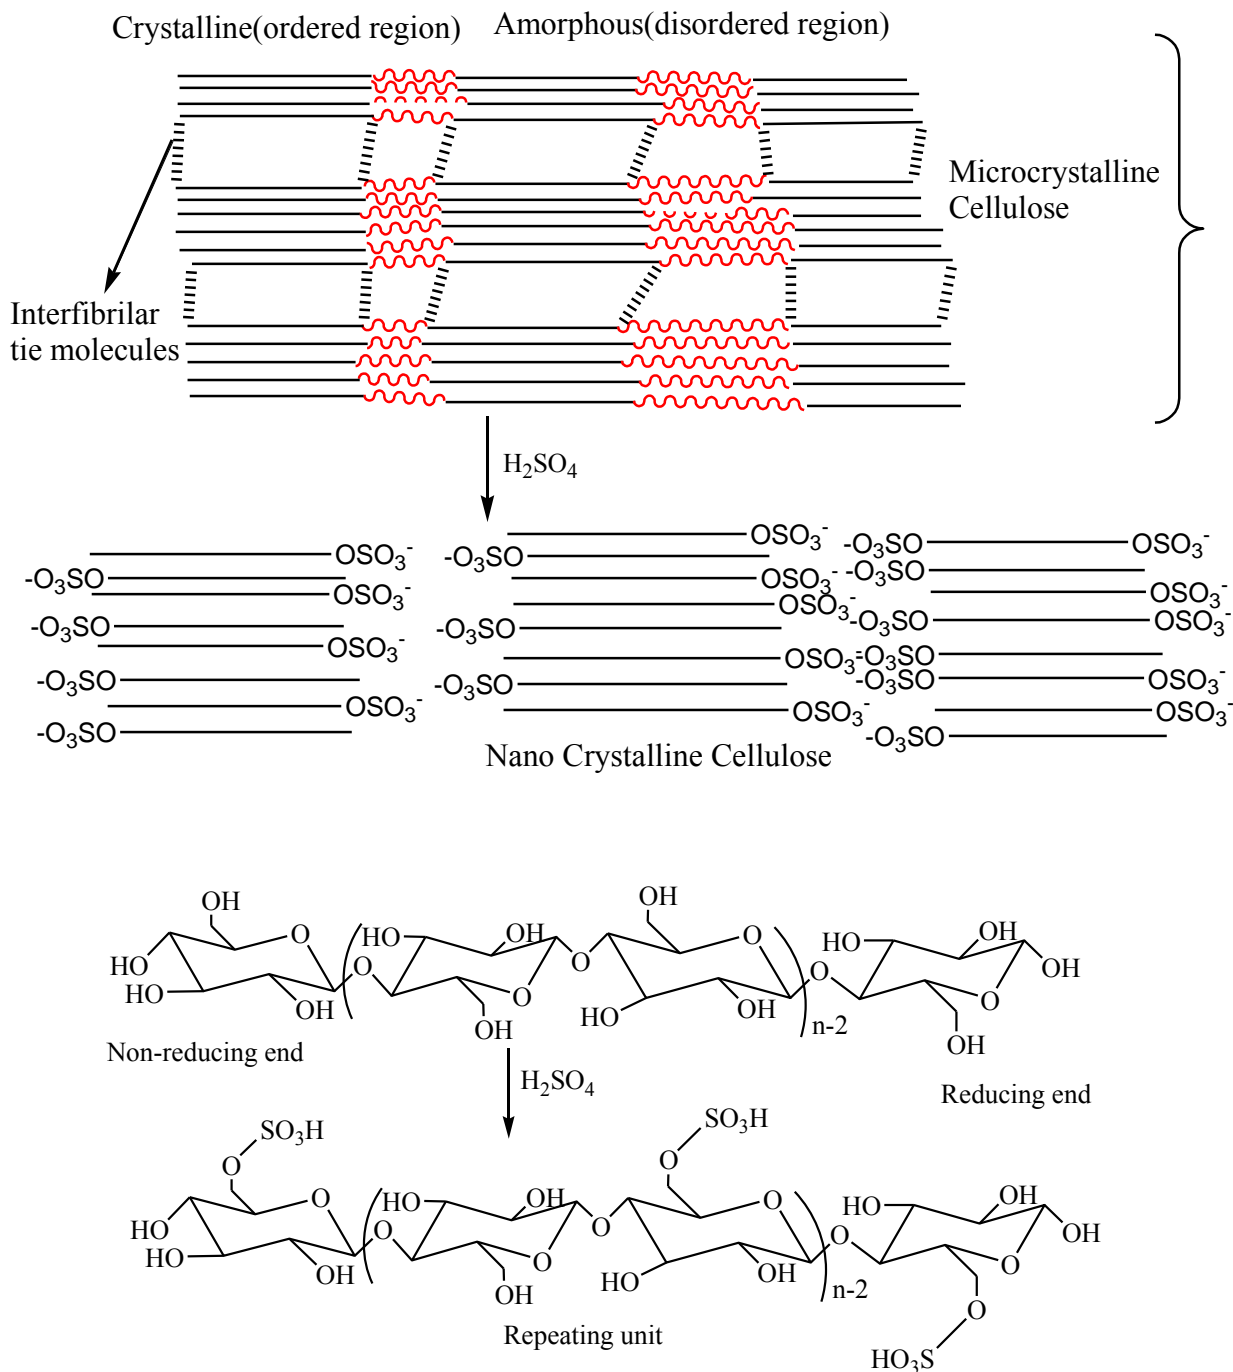 Crystalline(ordered region) Amorphous(disordered region)
Microcrystalline
Cellulose
Interfibrilar
tie molecules
H2SO4
OSO3-
-O3SO
OSO3-
-O3SO
OSO3-
-O3SO
OSO3-
-O3SO
OSO3-
-O3SO
OSO3-
OSO3-
-O3SO
OSO3-
-O3SO
OSO3-
-O3SO
OSO3-
-O3SO
OSO3-
-O3SO
OSO3-
-O3SO
-O3SO
OSO3-
OSO3-
-O3SO
Nano Crystalline Cellulose
OH
O
HO
HO
HO
OH
O
HO
OH
O
OH
O
OH
O
HO
OH
n-2
O
HO
OH
OH
O
OH
Non-reducing end
H2SO4
Reducing end
SO3H
O
O
HO
HO
OH
O
HO
OH
O
OH
O
SO3H
O
O
HO
OH
n-2
O
HO
OH
OH
O
O
HO3S
Repeating unit